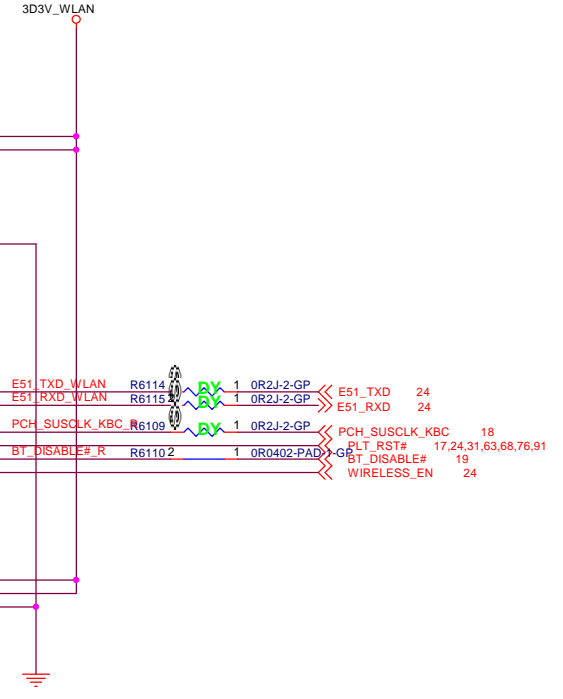 3D3V_WLAN
E51_TXD_WLAN R6114 DY 1 0R2J-2-GP E51_TXD 24
E51_RXD_WLAN R6115 DY 1 0R2J-2-GP E51_RXD 24
PCH_SUSCLK_KBC_R R6109 DY 1 0R2J-2-GP PCH_SUSCLK_KBC 18
PLT_RST# 17,24,31,63,68,76,91
BT_DISABLE#_R R6110 2 1 0R0402-PAD-1-GP BT_DISABLE# 19
WIRELESS_EN 24